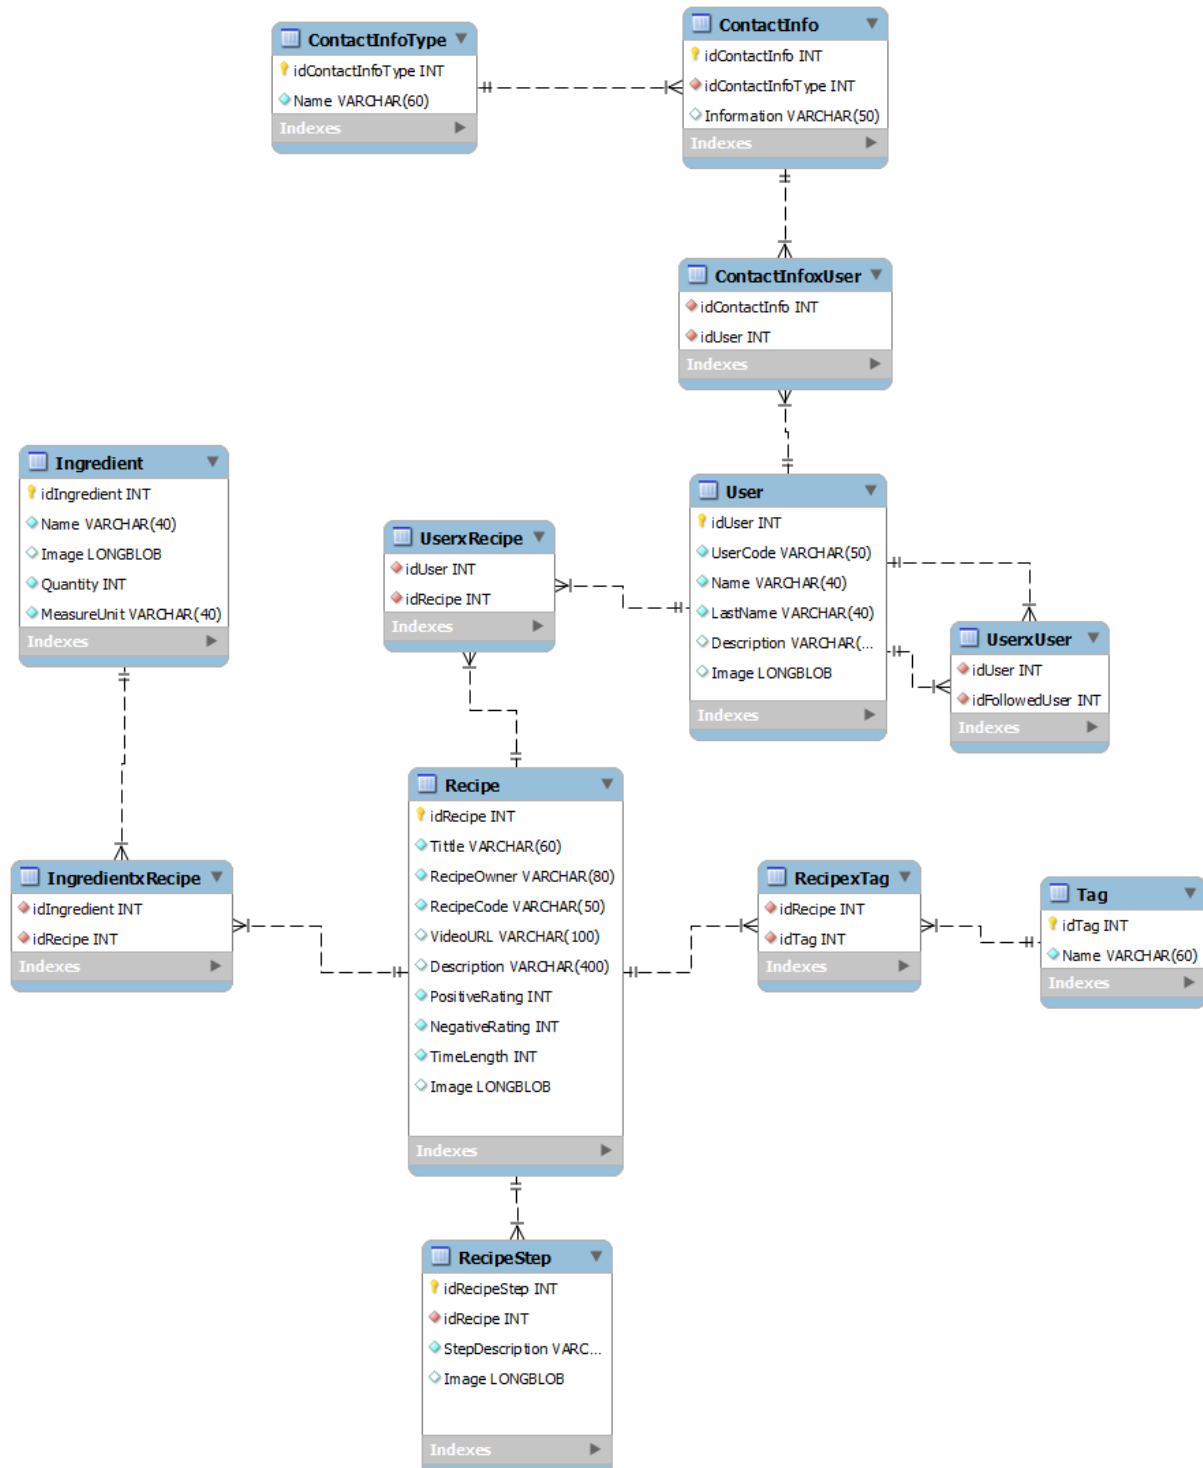 ContactInfoType
idContactInfoType INT
Name VARCHAR(60)
Indexes
ContactInfo
idContactInfo INT
idContactInfoType INT
Information VARCHAR(50)
Indexes
ContactInfoxUser
idContactInfo INT
idUser INT
Indexes
Ingredient
idIngredient INT
Name VARCHAR(40)
Image LONGBLOB
Quantity INT
MeasureUnit VARCHAR(40)
Indexes
UserxRecipe
idUser INT
idRecipe INT
Indexes
User
idUser INT
UserCode VARCHAR(50)
Name VARCHAR(40)
LastName VARCHAR(40)
Description VARCHAR(...
Image LONGBLOB
Indexes
UserxUser
idUser INT
idFollowedUser INT
Indexes
Recipe
idRecipe INT
Tittle VARCHAR(60)
RecipeOwner VARCHAR(80)
RecipeCode VARCHAR(50)
VideoURL VARCHAR(100)
Description VARCHAR(400)
PositiveRating INT
NegativeRating INT
TimeLength INT
Image LONGBLOB
Indexes
IngredientxRecipe
idIngredient INT
idRecipe INT
Indexes
RecipexTag
idRecipe INT
idTag INT
Indexes
Tag
idTag INT
Name VARCHAR(60)
Indexes
RecipeStep
idRecipeStep INT
idRecipe INT
StepDescription VARC...
Image LONGBLOB
Indexes